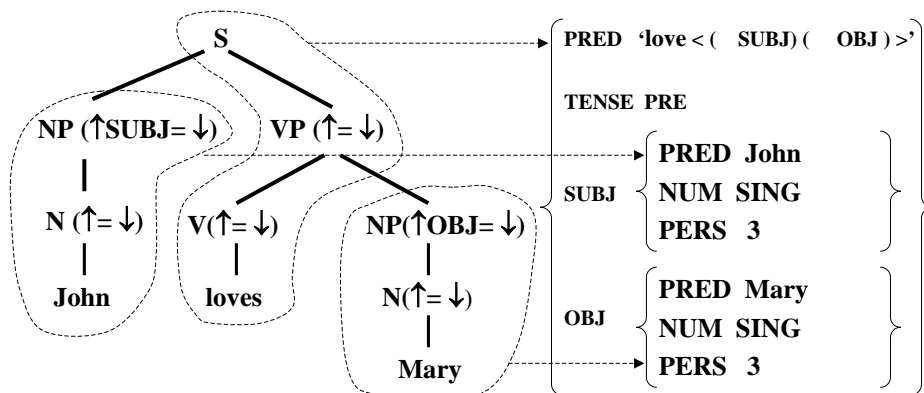 S
NP (↑SUBJ= ↓)
VP (↑= ↓)
N (↑= ↓)
V(↑= ↓)
NP(↑OBJ= ↓)
John
loves
N(↑= ↓)
Mary
PRED ‘love < ( SUBJ) ( OBJ ) >’
TENSE PRE
SUBJ
PRED John
NUM SING
PERS 3
OBJ
PRED Mary
NUM SING
PERS 3